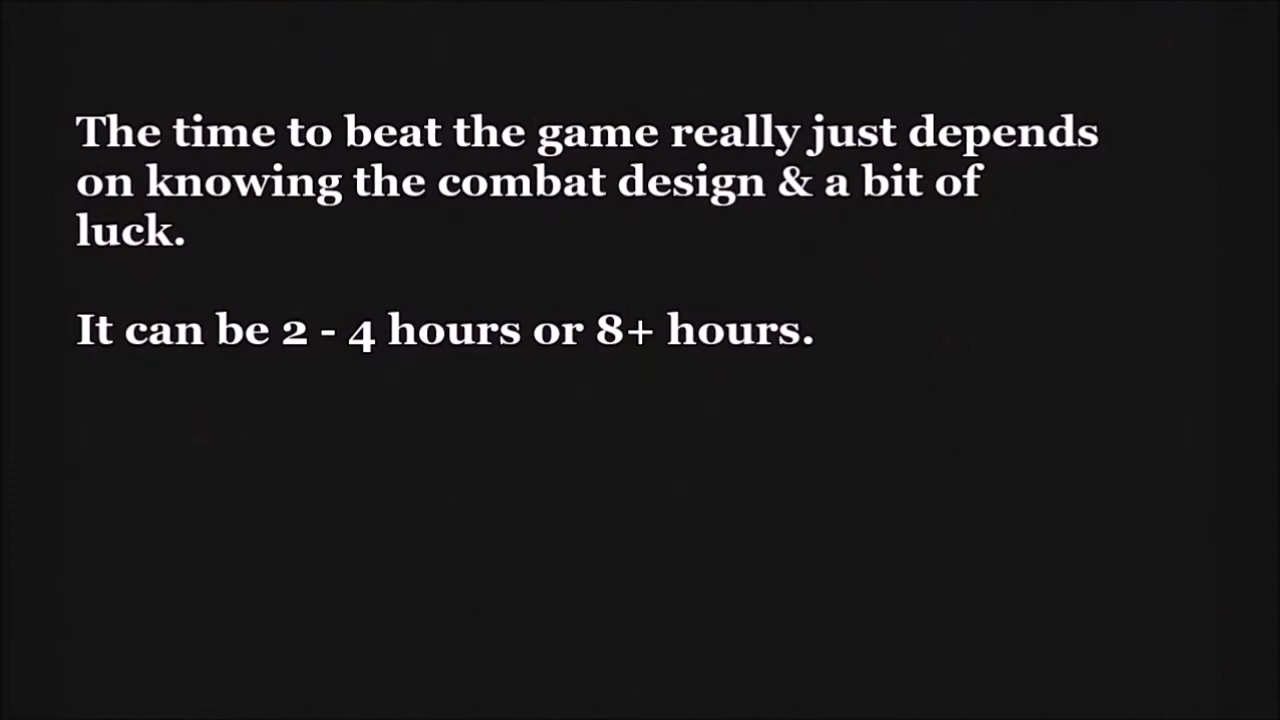 The time to beat the game really just depends
on knowing the combat design & a bit of
luck.
It can be 2 - 4 hours or 8+ hours.